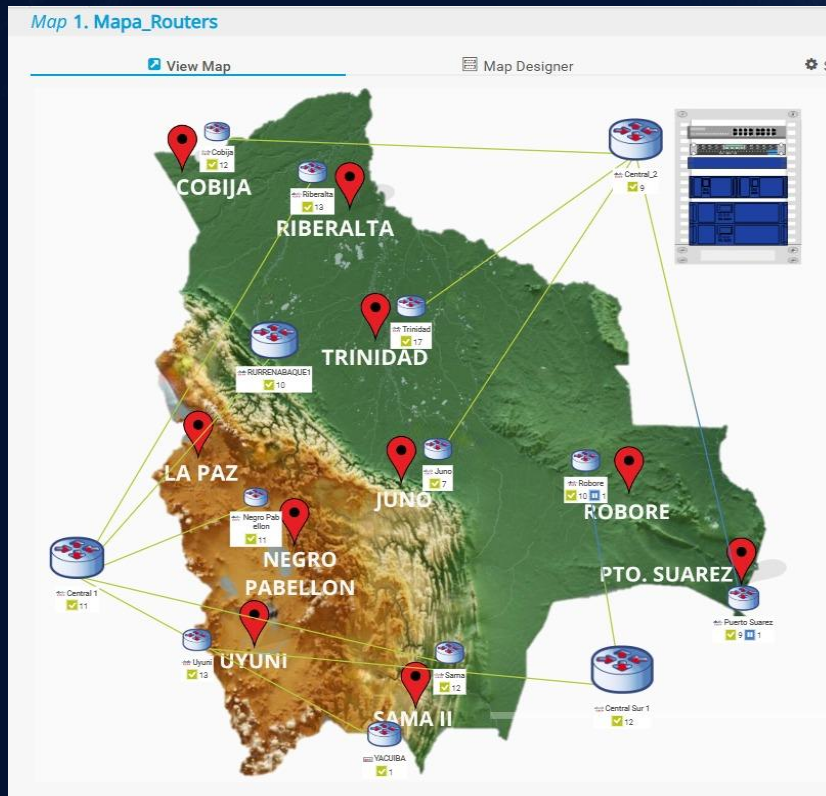 Map 1. Mapa_Routers
View Map
Map Designer
Cobija
12
COBIJA
Riberalta
13
RIBERALTA
Central_2
9
Trinidad
17
TRINIDAD
RURRENABAQUE1
10
LA PAZ
Juno
7
JUNO
Robore
10 1
ROBORE
Negro Pab
ellon
11
NEGRO
PABELLON
Central 1
11
PTO. SUAREZ
Puerto Suarez
9 1
Uyuni
13
UYUNI
Sama
12
SAMA II
Central Sur 1
12
YACUIBA
1